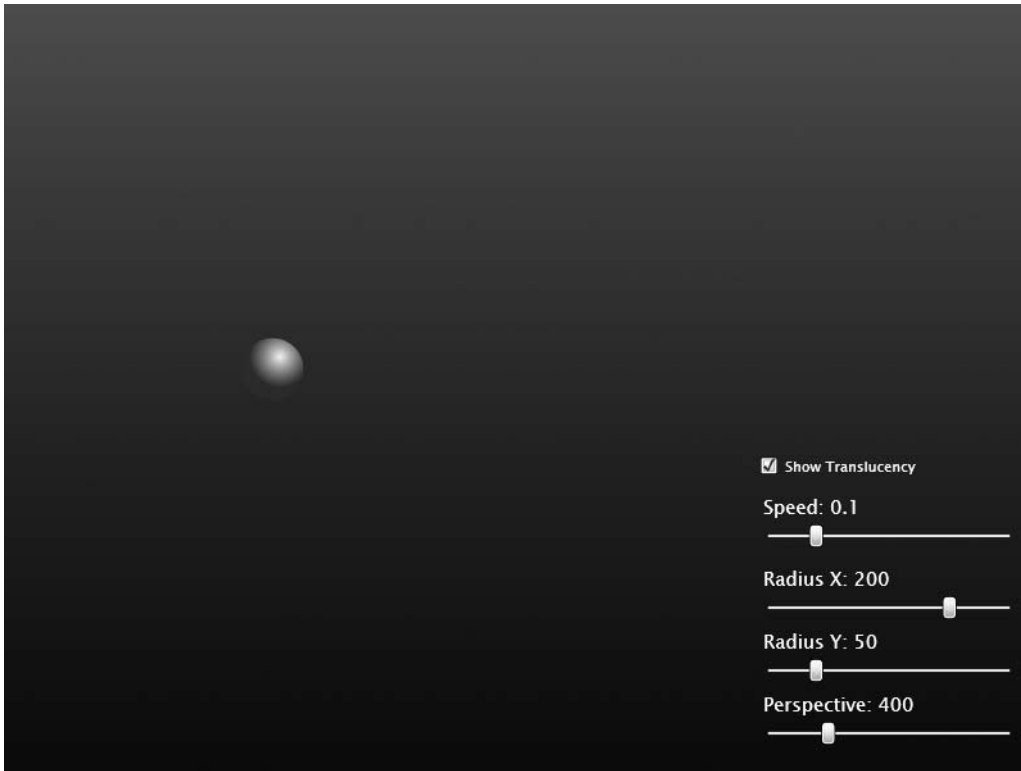 Show Translucency
Speed: 0.1
Radius X: 200
Radius Y: 50
Perspective: 400